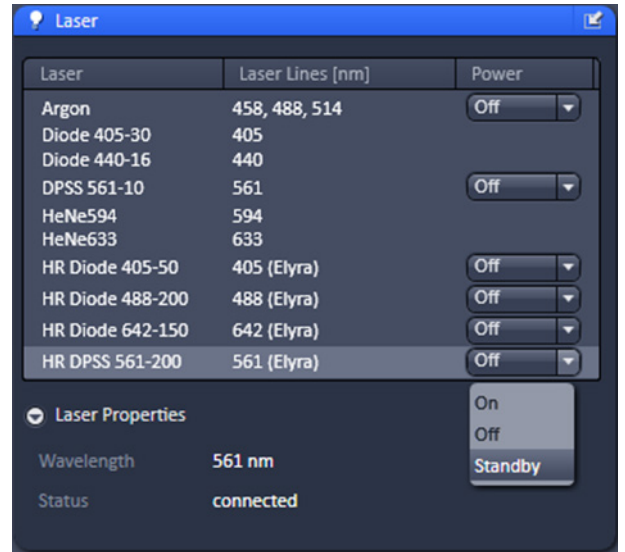 Laser
Laser Laser Lines [nm] Power
Argon 458, 488, 514 Off
Diode 405-30 405
Diode 440-16 440
DPSS 561-10 561 Off
HeNe594 594
HeNe633 633
HR Diode 405-50 405 (Elyra) Off
HR Diode 488-200 488 (Elyra) Off
HR Diode 642-150 642 (Elyra) Off
HR DPSS 561-200 561 (Elyra) Off
On
Off
Standby
Laser Properties
Wavelength 561 nm
Status connected